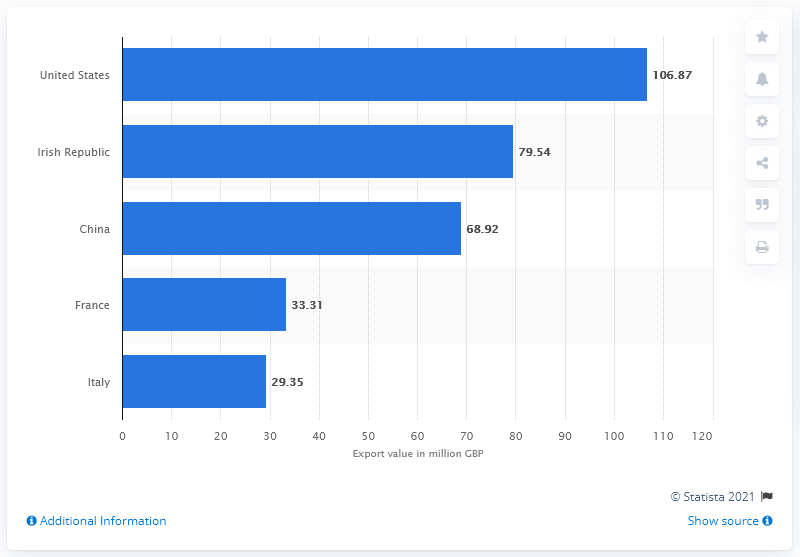 United States 106.87
Irish Republic 79.54
China 68.92
France 33.31
Italy 29.35
0 10 20 30 40 50 60 70 80 90 100 110 120
Export value in million GBP
© Statista 2021
Additional Information Show source